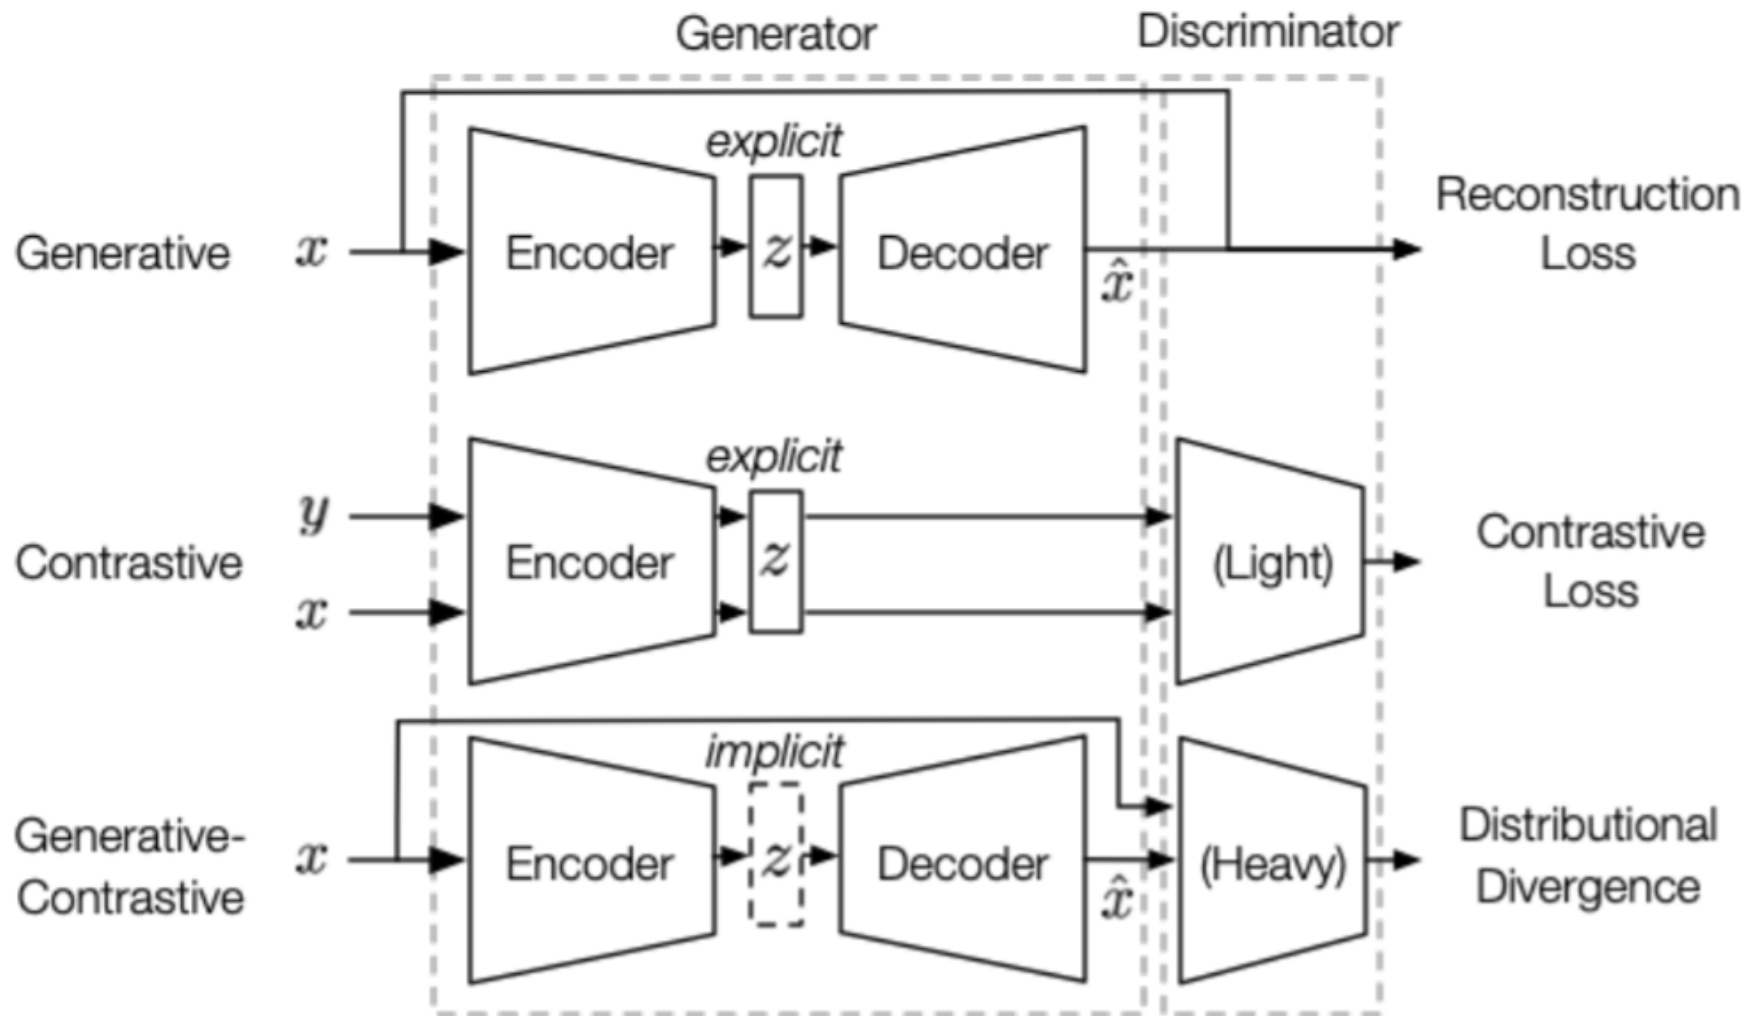 Generator
Discriminator
explicit
Generative
x
Encoder
z
Decoder
x̂
Reconstruction
Loss
explicit
Contrastive
y
x
Encoder
z
(Light)
Contrastive
Loss
implicit
Generative-
Contrastive
x
Encoder
z
Decoder
x̂
(Heavy)
Distributional
Divergence